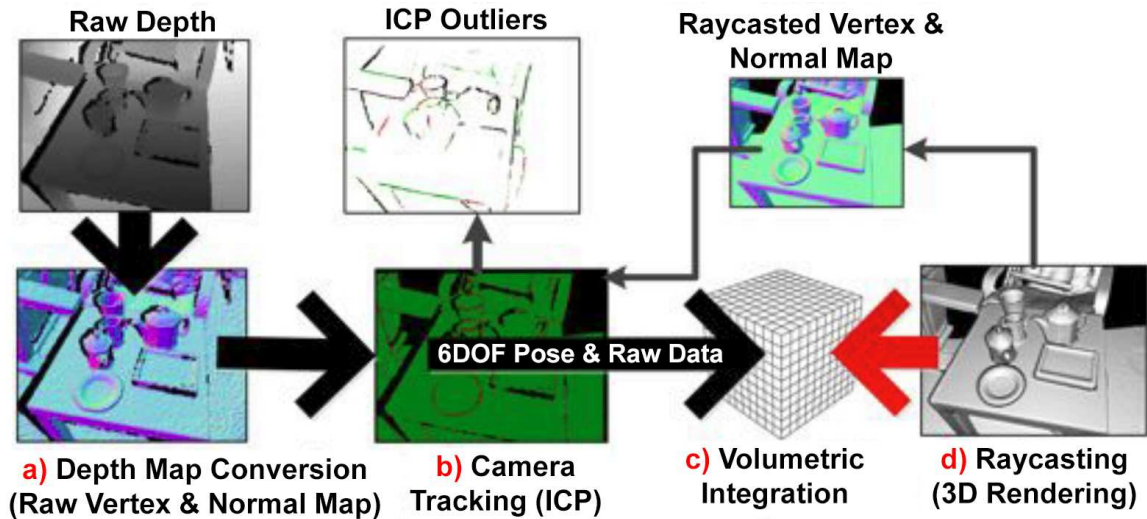 Raw Depth
ICP Outliers
Raycasted Vertex &
Normal Map
6DOF Pose & Raw Data
a) Depth Map Conversion
(Raw Vertex & Normal Map)
b) Camera
Tracking (ICP)
c) Volumetric
Integration
d) Raycasting
(3D Rendering)